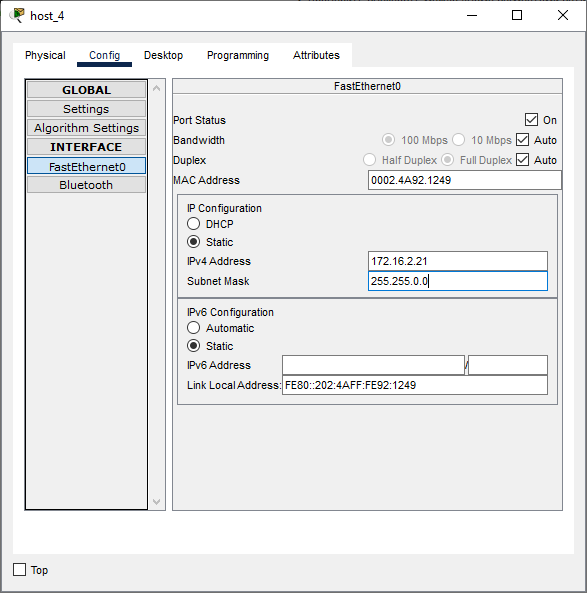 host_4
Physical Config Desktop Programming Attributes
GLOBAL
Settings
Algorithm Settings
INTERFACE
FastEthernet0
Bluetooth
FastEthernet0
Port Status On
Bandwidth 100 Mbps 10 Mbps Auto
Duplex Half Duplex Full Duplex Auto
MAC Address 0002.4A92.1249
IP Configuration
DHCP
Static
IPv4 Address 172.16.2.21
Subnet Mask 255.255.0.0
IPv6 Configuration
Automatic
Static
IPv6 Address /
Link Local Address: FE80::202:4AFF:FE92:1249
Top